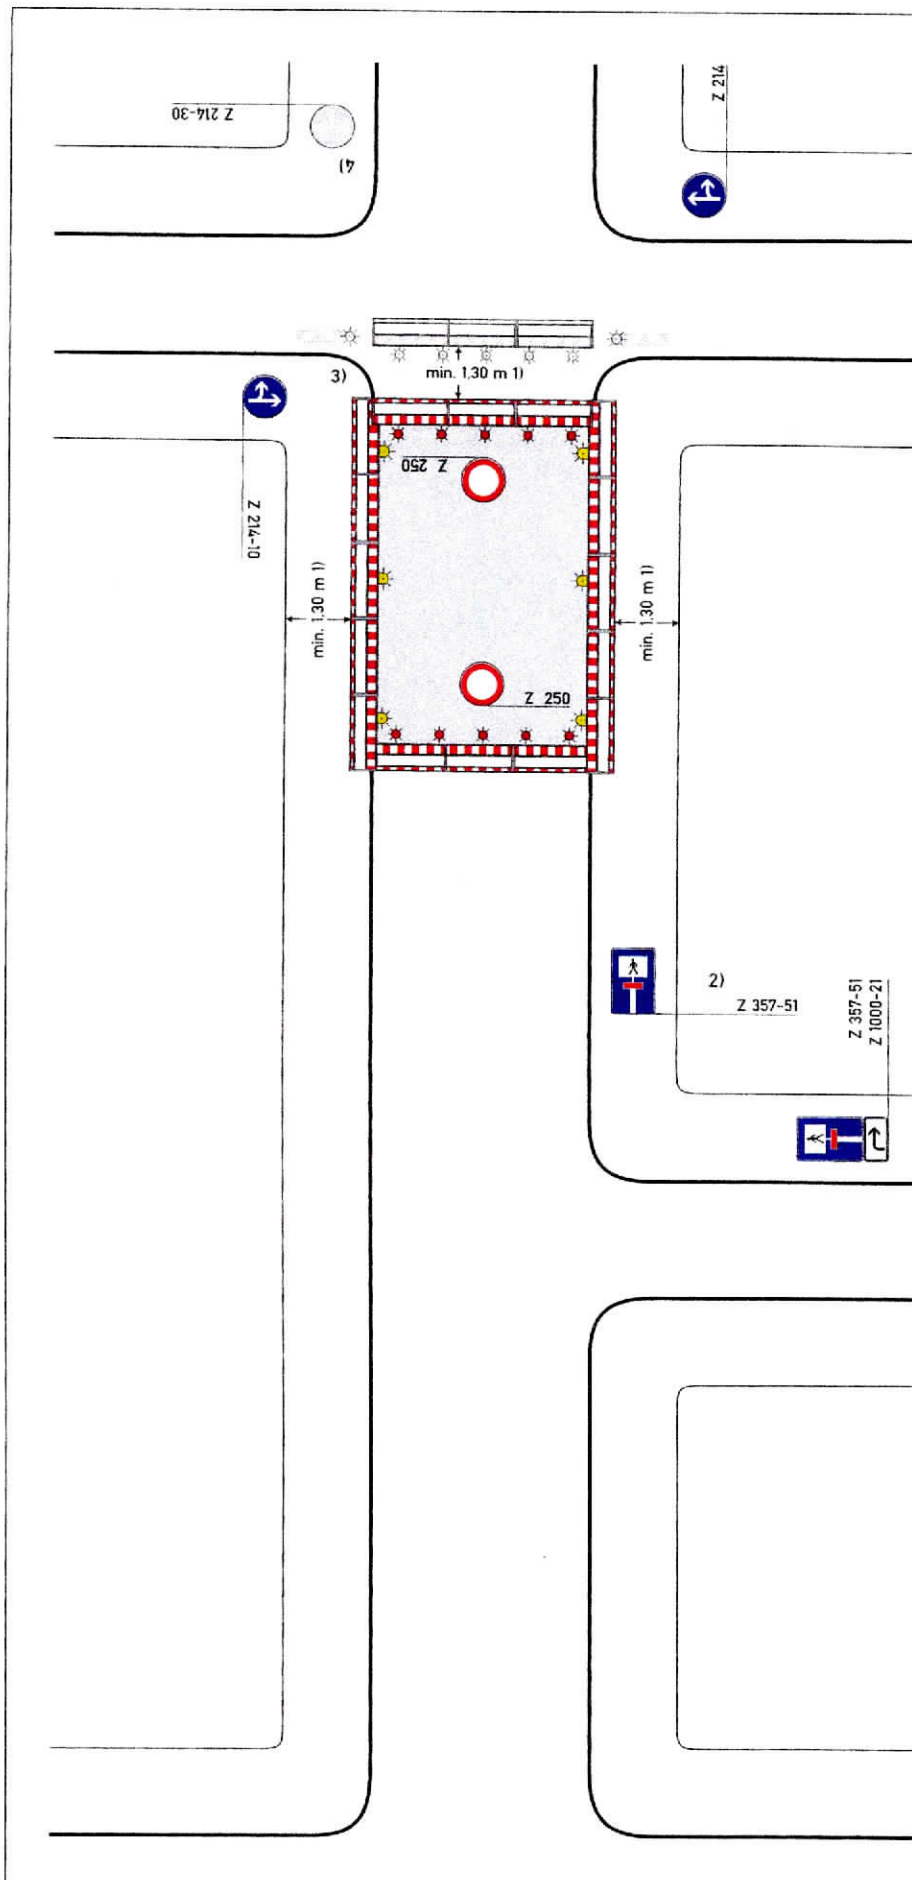 Z 214-30
4)
Z 214
3)
min. 1,30 m 1)
Z 250
Z 214-10
min. 1,30 m 1)
min. 1,30 m 1)
Z 250
2)
Z 357-51
Z 357-51
Z 1000-21